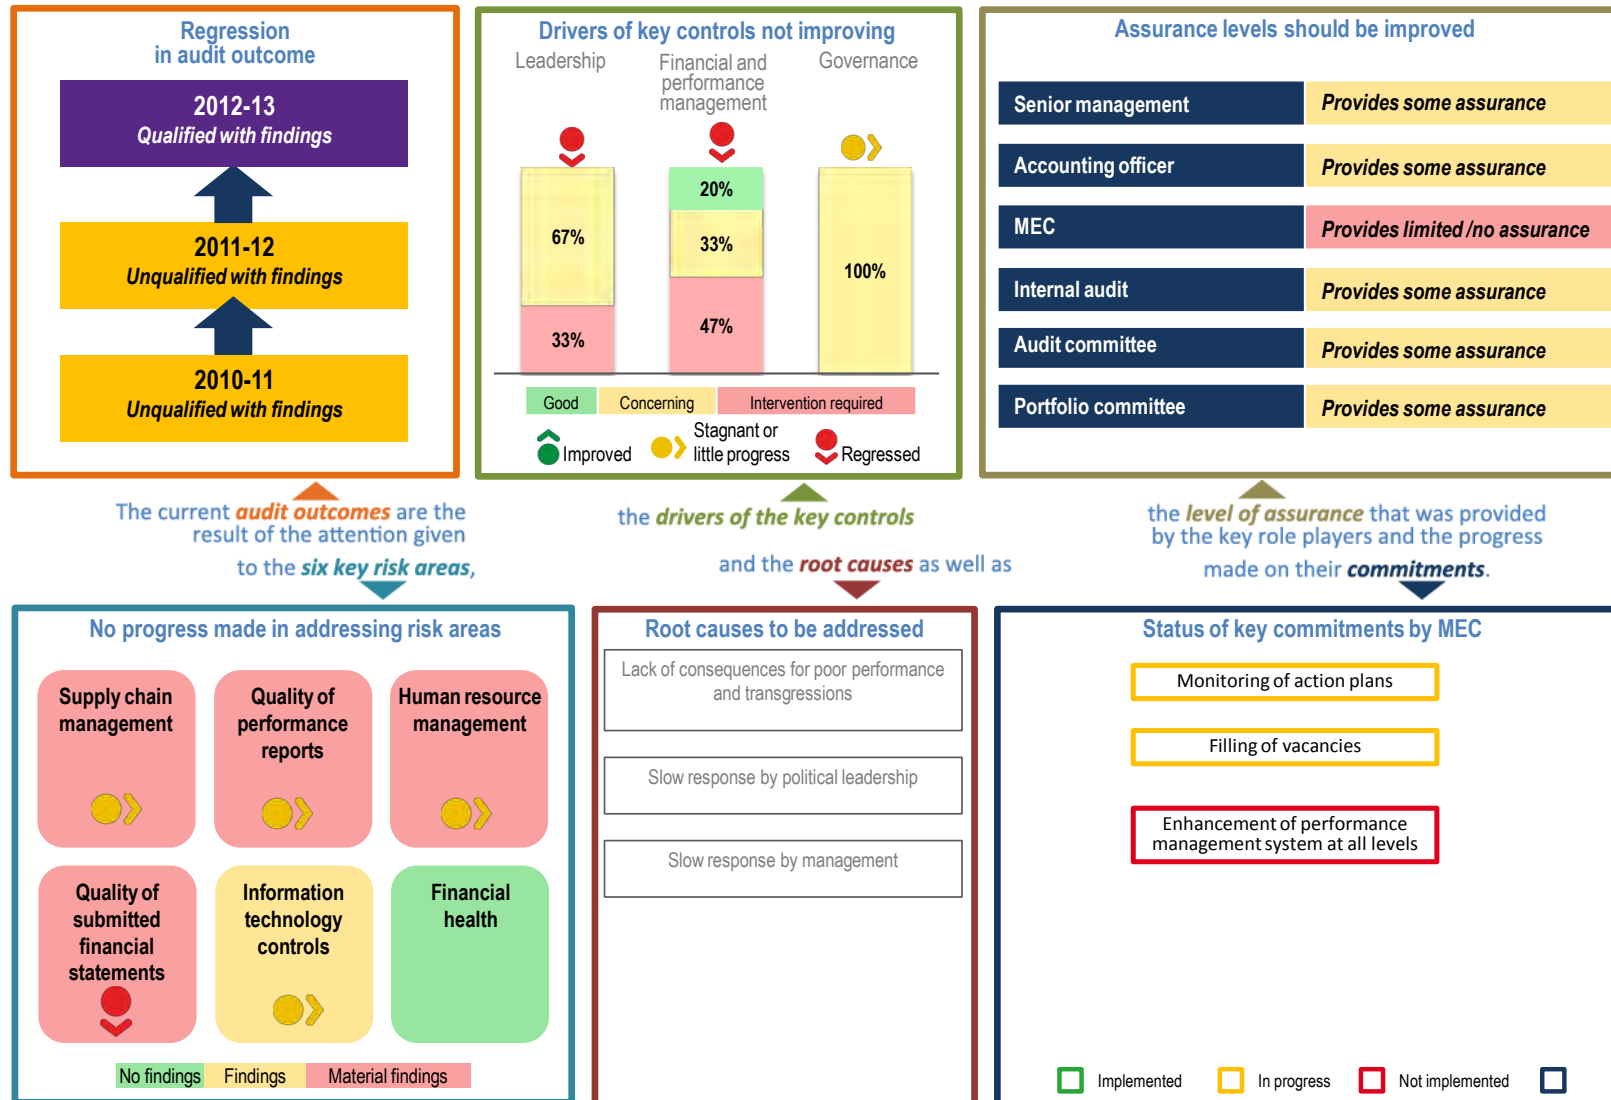 Regression
in audit outcome
2012-13
Qualified with findings
2011-12
Unqualified with findings
2010-11
Unqualified with findings
Drivers of key controls not improving
Leadership
Financial and
performance
management
Governance
67%
33%
20%
33%
47%
100%
Good
Concerning
Intervention required
Improved
Stagnant or
little progress
Regressed
Assurance levels should be improved
Senior management
Provides some assurance
Accounting officer
Provides some assurance
MEC
Provides limited /no assurance
Internal audit
Provides some assurance
Audit committee
Provides some assurance
Portfolio committee
Provides some assurance
The current audit outcomes are the
result of the attention given
to the six key risk areas,
the drivers of the key controls
and the root causes as well as
the level of assurance that was provided
by the key role players and the progress
made on their commitments.
No progress made in addressing risk areas
Supply chain
management
Quality of
performance
reports
Human resource
management
Quality of
submitted
financial
statements
Information
technology
controls
Financial
health
No findings
Findings
Material findings
Root causes to be addressed
Lack of consequences for poor performance
and transgressions
Slow response by political leadership
Slow response by management
Status of key commitments by MEC
Monitoring of action plans
Filling of vacancies
Enhancement of performance
management system at all levels
Implemented
In progress
Not implemented